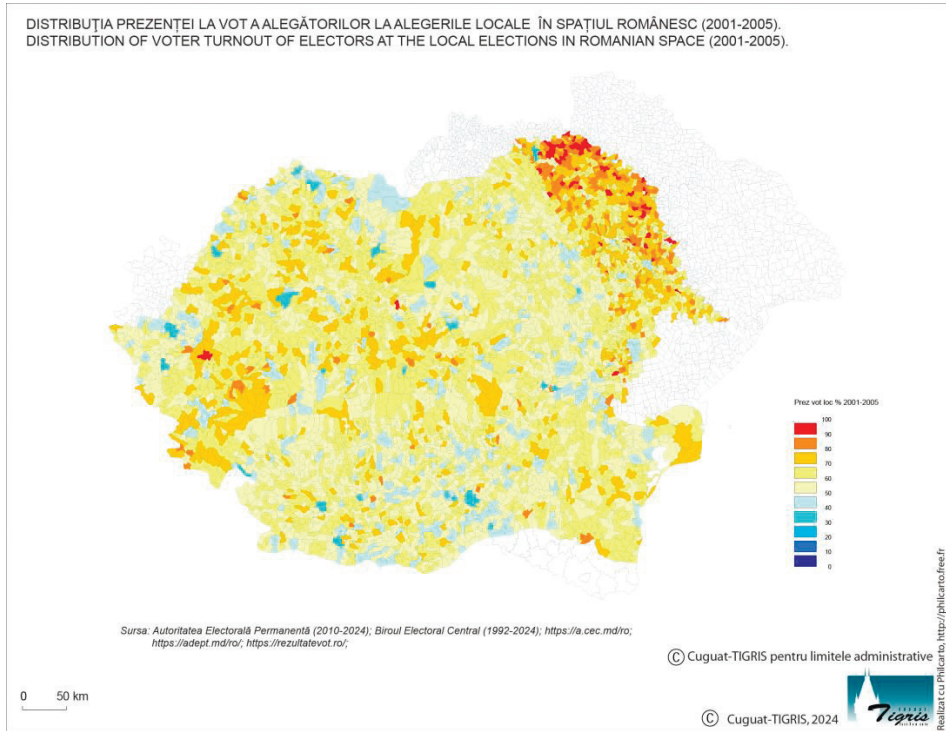 DISTRIBUȚIA PREZENȚEI LA VOT A ALEGĂTORILOR LA ALEGERILE LOCALE ÎN SPAȚIUL ROMÂNESC (2001-2005).
DISTRIBUTION OF VOTER TURNOUT OF ELECTORS AT THE LOCAL ELECTIONS IN ROMANIAN SPACE (2001-2005).
Prez vot loc % 2001-2005
100
90
80
70
60
50
40
30
20
10
0
Sursa: Autoritatea Electorală Permanentă (2010-2024); Biroul Electoral Central (1992-2024); https://a.cec.md/ro;
https://adept.md/ro/; https://rezultatevot.ro/;
© Cuguat-TIGRIS pentru limitele administrative
0 50 km
© Cuguat-TIGRIS, 2024
Tigris
Realizat cu Philcarto, http://philcarto.free.fr